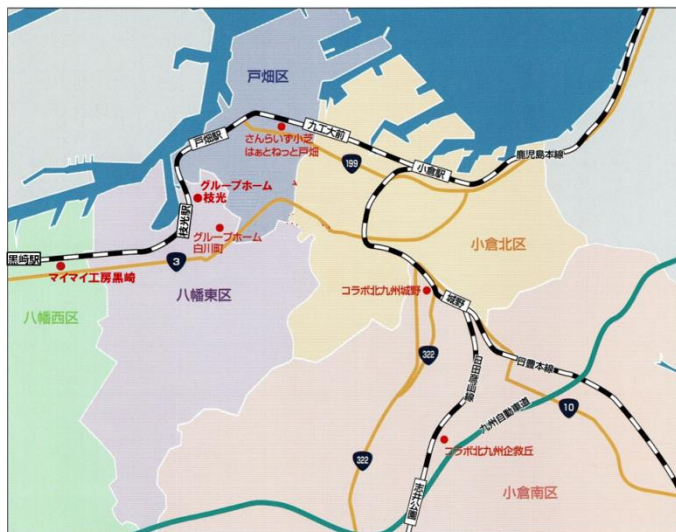 戸畑区
戸畑駅
九工大前
さんらいず小芝
はぁとねっと戸畑
199
小倉駅
鹿児島本線
グループホーム
枝光
枝光駅
グループホーム
白川町
小倉北区
黒崎駅
3
マイマイ工房黒崎
八幡東区
八幡西区
コラボ北九州城野
城野
322
日田彦山線
日豊本線
九州自動車道
10
コラボ北九州企救丘
322
志井公園
小倉南区